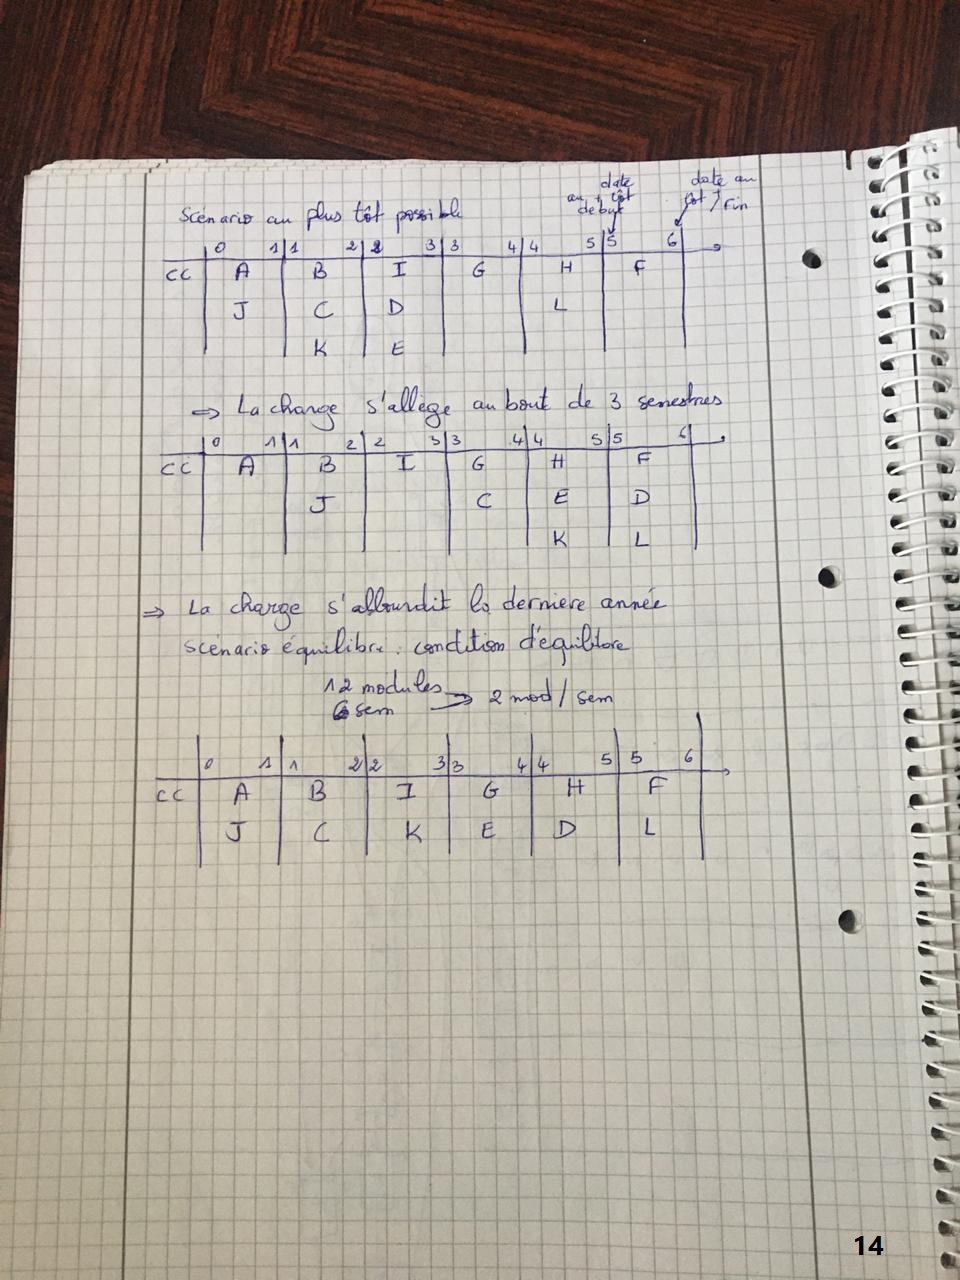 Scénario au plus tôt possible
date
au + tôt
début
date au
+ tôt fin
0 1 1 2 2 3 3 4 4 5 5 6
CC A B I G H F
J C D L
K E
=> La charge s'allège au bout de 3 semestres
0 1 1 2 2 3 3 4 4 5 5 6
CC A B I G H F
J C E D
K L
=> La charge s'allourdit la derniere année
scénario équilibre : condition d'équilibre
12 modules
6 sem -> 2 mod / sem
0 1 1 2 2 3 3 4 4 5 5 6
CC A B I G H F
J C K E D L
14